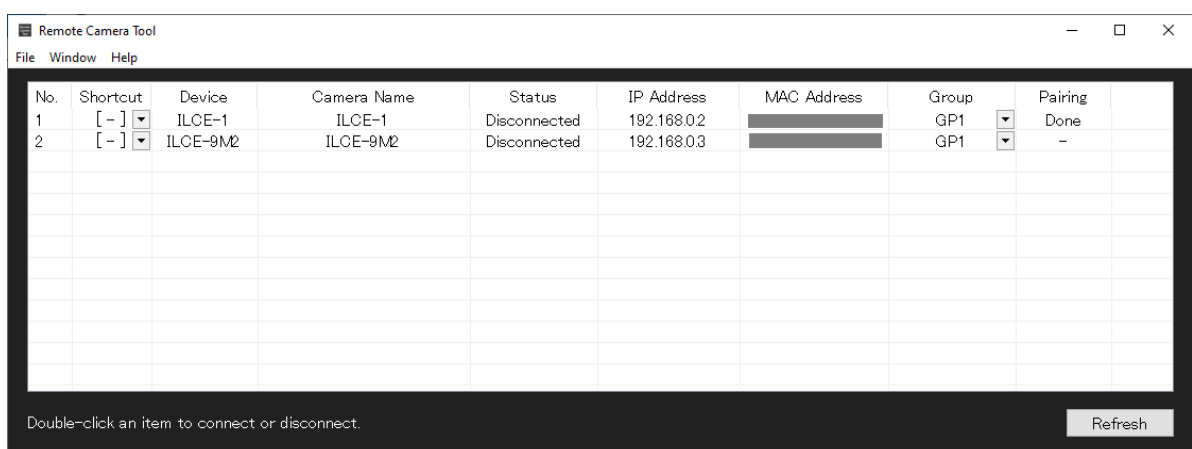 Remote Camera Tool
File Window Help
No. Shortcut Device Camera Name Status IP Address MAC Address Group Pairing
1 [-] ILCE-1 ILCE-1 Disconnected 192.168.0.2 GP1 Done
2 [-] ILCE-9M2 ILCE-9M2 Disconnected 192.168.0.3 GP1 -
Double-click an item to connect or disconnect.
Refresh